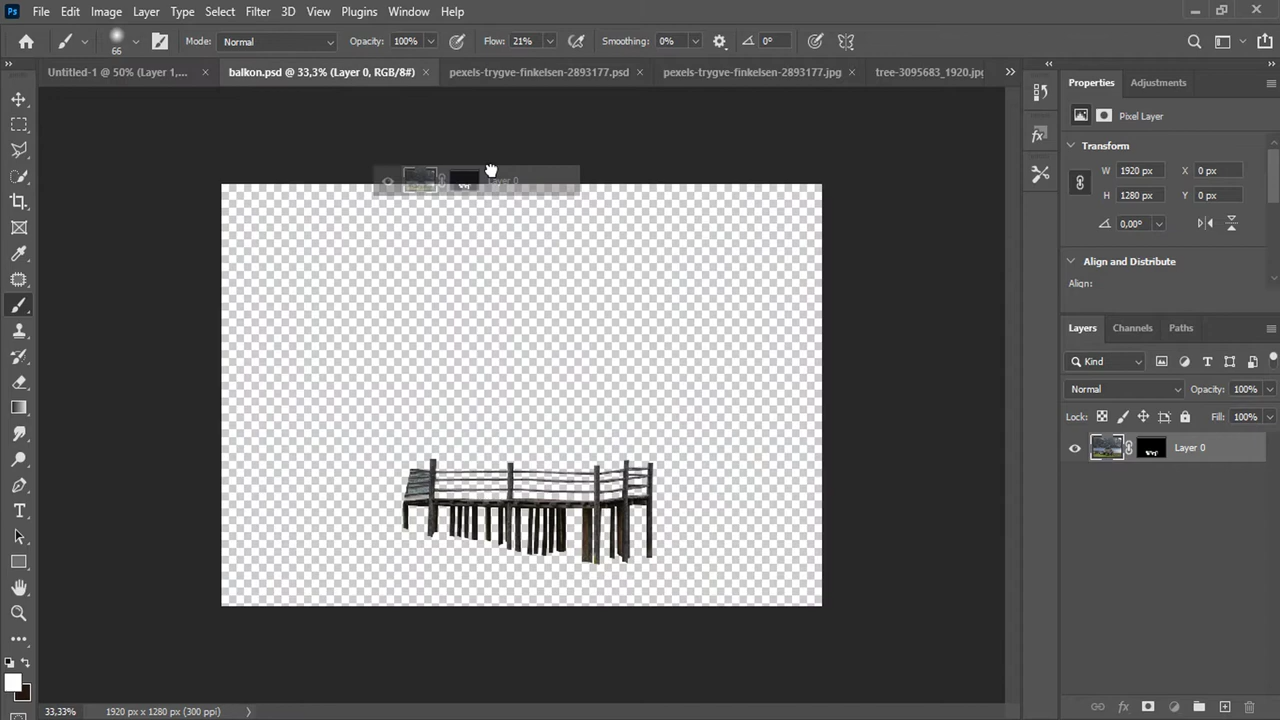 Ps File Edit Image Layer Type Select Filter 3D View Plugins Window Help
66 Mode: Normal Opacity: 100% Flow: 21% Smoothing: 0% 0°
Untitled-1 @ 50% (Layer 1,... × balkon.psd @ 33,3% (Layer 0, RGB/8#) × pexels-trygve-finkelsen-2893177.psd × pexels-trygve-finkelsen-2893177.jpg × tree-3095683_1920.jpg
Properties Adjustments
Pixel Layer
Transform
W 1920 px X 0 px
H 1280 px Y 0 px
0,00°
Align and Distribute
Align:
Layer 0
Layers Channels Paths
Kind
Normal Opacity: 100%
Lock: Fill: 100%
Layer 0
33,33% 1920 px x 1280 px (300 ppi)